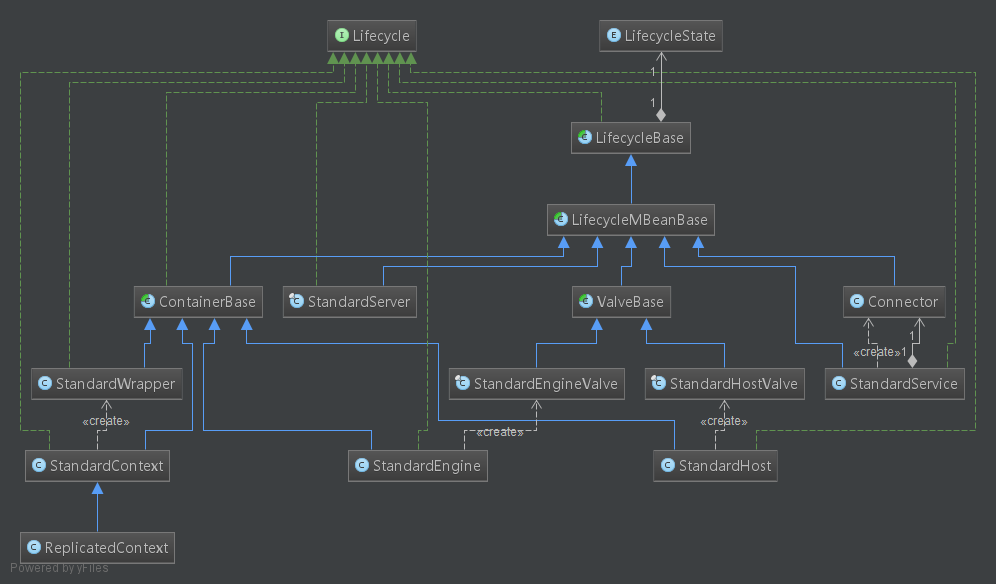 I Lifecycle
E LifecycleState
1
1
C LifecycleBase
C LifecycleMBeanBase
C ContainerBase
C StandardServer
C ValveBase
C Connector
«create»
1
1
C StandardWrapper
C StandardEngineValve
C StandardHostValve
C StandardService
«create»
«create»
«create»
C StandardContext
C StandardEngine
C StandardHost
C ReplicatedContext
Powered by yFiles